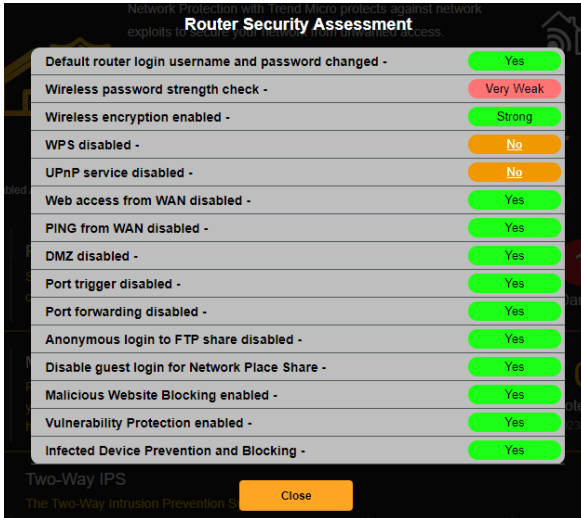 Network Protection with Trend Micro protects against network
exploits to secure your network from unwanted access.
Router Security Assessment
Default router login username and password changed - Yes
Wireless password strength check - Very Weak
Wireless encryption enabled - Strong
WPS disabled - No
UPnP service disabled - No
Web access from WAN disabled - Yes
PING from WAN disabled - Yes
DMZ disabled - Yes
Port trigger disabled - Yes
Port forwarding disabled - Yes
Anonymous login to FTP share disabled - Yes
Disable guest login for Network Place Share - Yes
Malicious Website Blocking enabled - Yes
Vulnerability Protection enabled - Yes
Infected Device Prevention and Blocking - Yes
Two-Way IPS
The Two-Way Intrusion Prevention S
Close